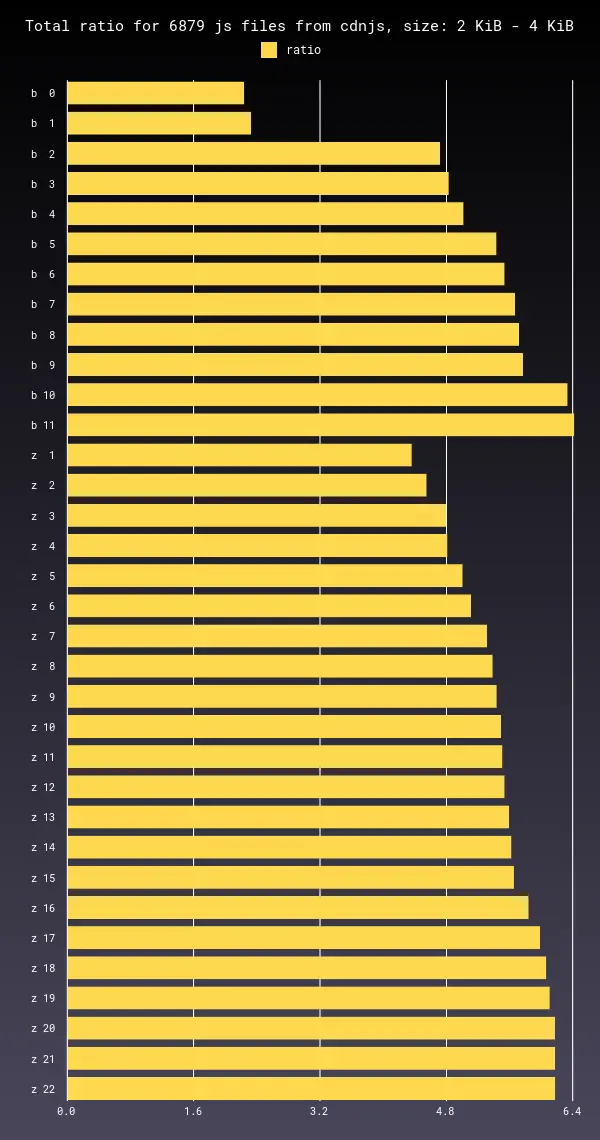 Total ratio for 6879 js files from cdnjs, size: 2 KiB - 4 KiB
ratio
b 0
b 1
b 2
b 3
b 4
b 5
b 6
b 7
b 8
b 9
b 10
b 11
z 1
z 2
z 3
z 4
z 5
z 6
z 7
z 8
z 9
z 10
z 11
z 12
z 13
z 14
z 15
z 16
z 17
z 18
z 19
z 20
z 21
z 22
0.0 1.6 3.2 4.8 6.4